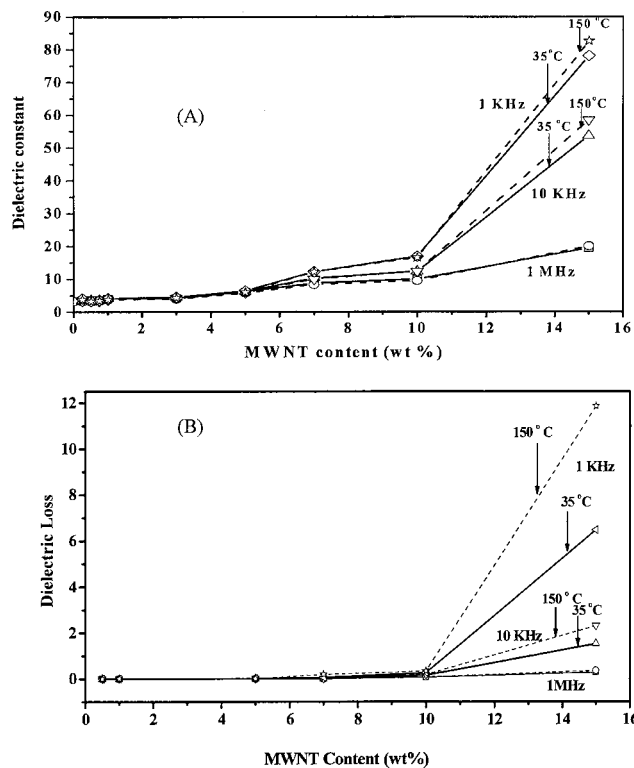 90
80
70
60
50
40
30
20
10
0
Dielectric constant
(A)
150 °C
35°C
1 KHz
150°C
35 °C
10 KHz
1 MHz
0 2 4 6 8 10 12 14 16
MWNT content (wt %)
12
10
8
6
4
2
0
Dielectric Loss
(B)
150°C
1 KHz
35°C
150°C
35°C
10 KHz
1MHz
0 2 4 6 8 10 12 14 16
MWNT Content (wt%)